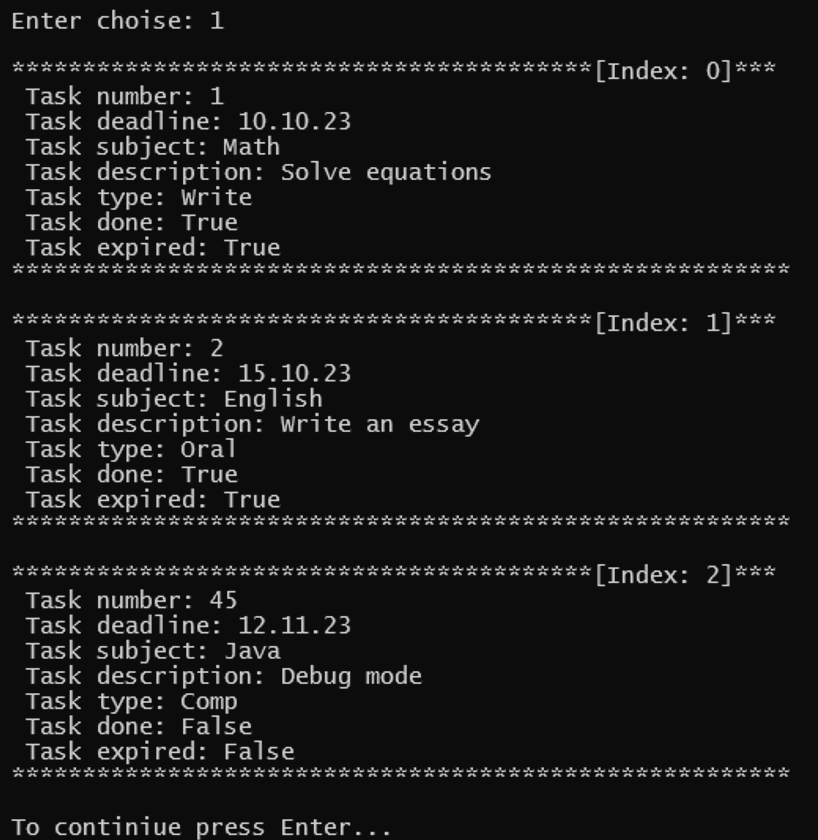 Enter choise: 1
*****************************************[Index: 0]***
Task number: 1
Task deadline: 10.10.23
Task subject: Math
Task description: Solve equations
Task type: Write
Task done: True
Task expired: True
*******************************************************
*****************************************[Index: 1]***
Task number: 2
Task deadline: 15.10.23
Task subject: English
Task description: Write an essay
Task type: Oral
Task done: True
Task expired: True
*******************************************************
*****************************************[Index: 2]***
Task number: 45
Task deadline: 12.11.23
Task subject: Java
Task description: Debug mode
Task type: Comp
Task done: False
Task expired: False
*******************************************************
To continiue press Enter...